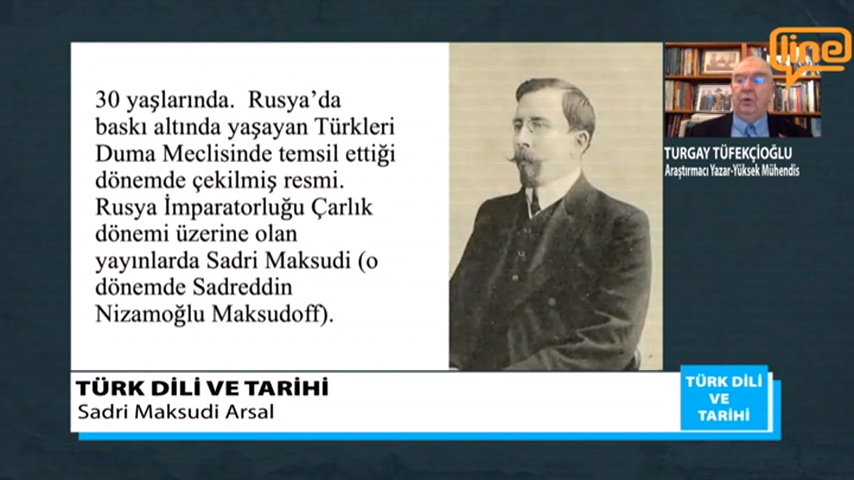 30 yaşlarında. Rusya'da
baskı altında yaşayan Türkleri
Duma Meclisinde temsil ettiği
dönemde çekilmiş resmi.
Rusya İmparatorluğu Çarlık
dönemi üzerine olan
yayınlarda Sadri Maksudi (o
dönemde Sadreddin
Nizamoğlu Maksudoff).
line
TURGAY TÜFEKÇİOĞLU
Araştırmacı Yazar-Yüksek Mühendis
TÜRK DİLİ VE TARİHİ
Sadri Maksudi Arsal
TÜRK DİLİ
VE
TARİHİ